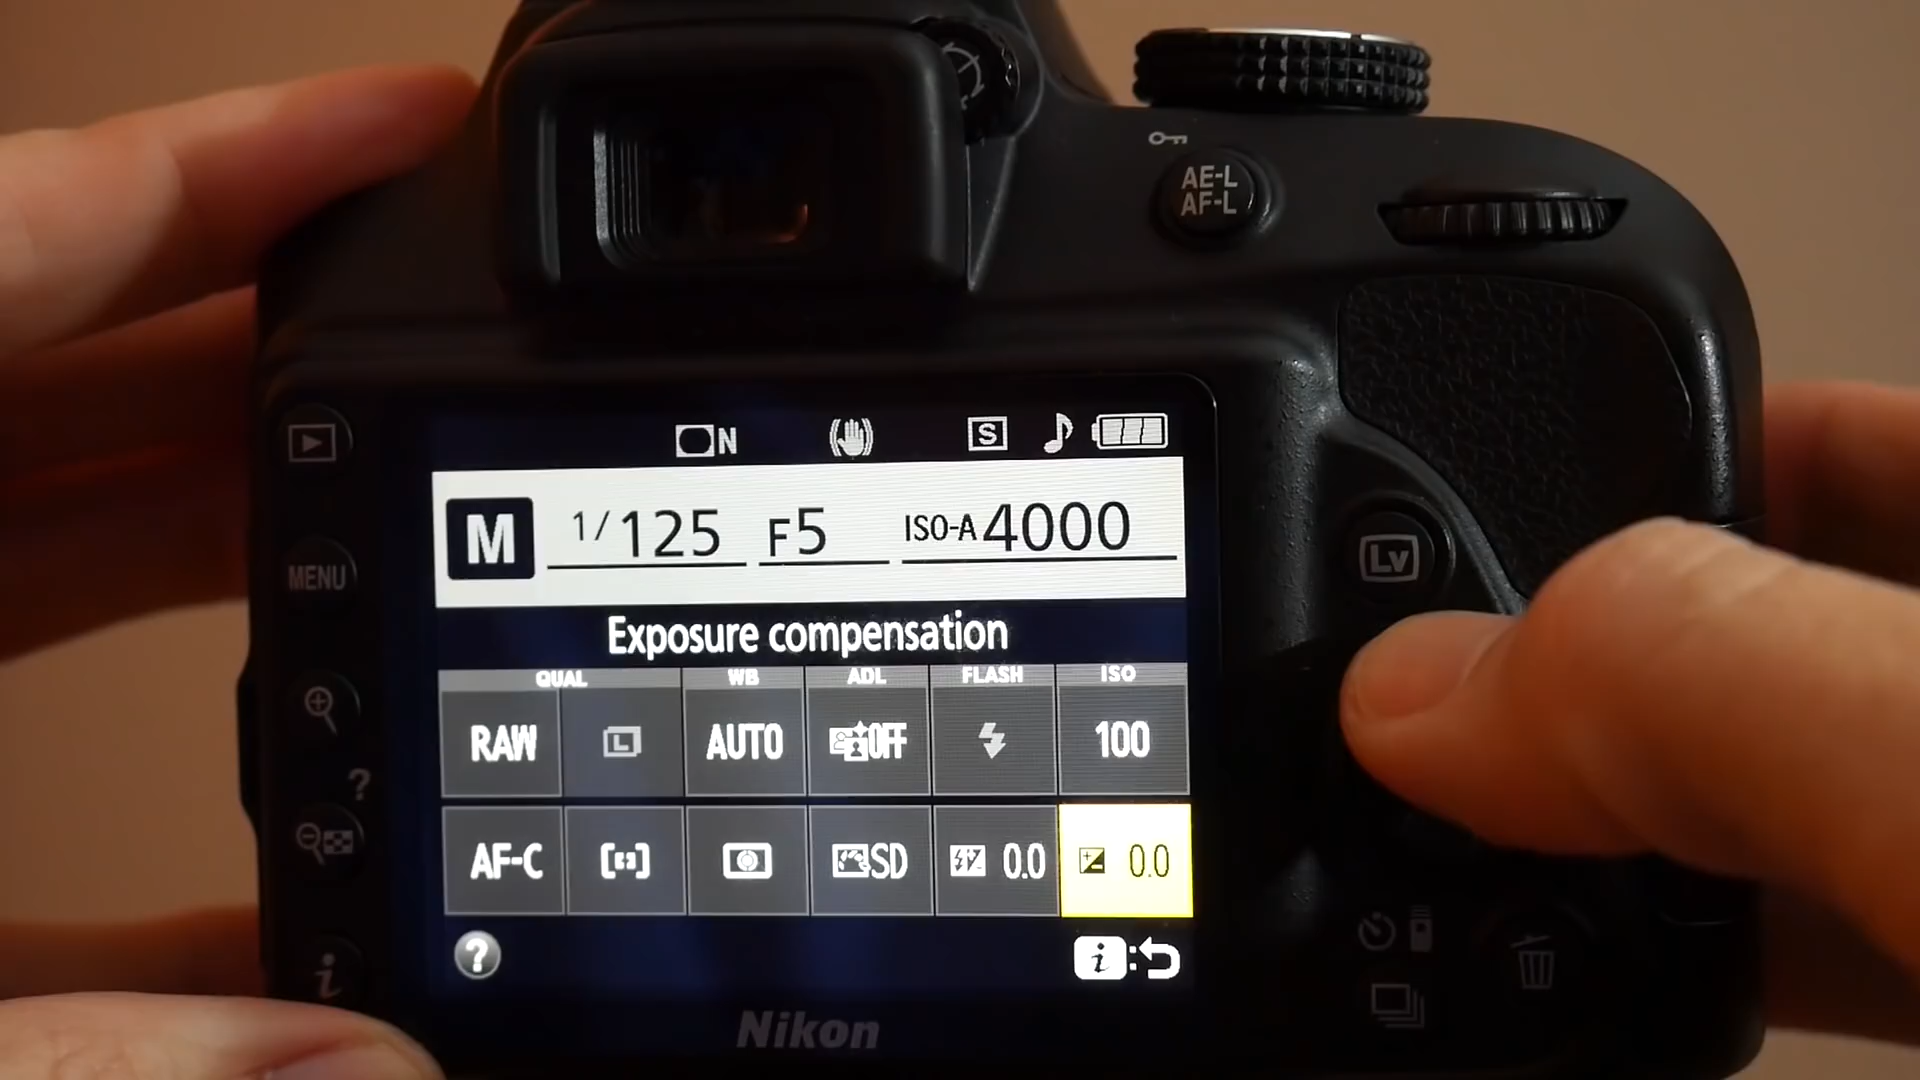 AE-L
AF-L
N
S
M 1/125 F5 ISO-A 4000
Exposure compensation
QUAL WB ADL FLASH ISO
RAW L AUTO OFF 100
AF-C SD 0.0 0.0
? i:
MENU
?
i
Lv
Nikon